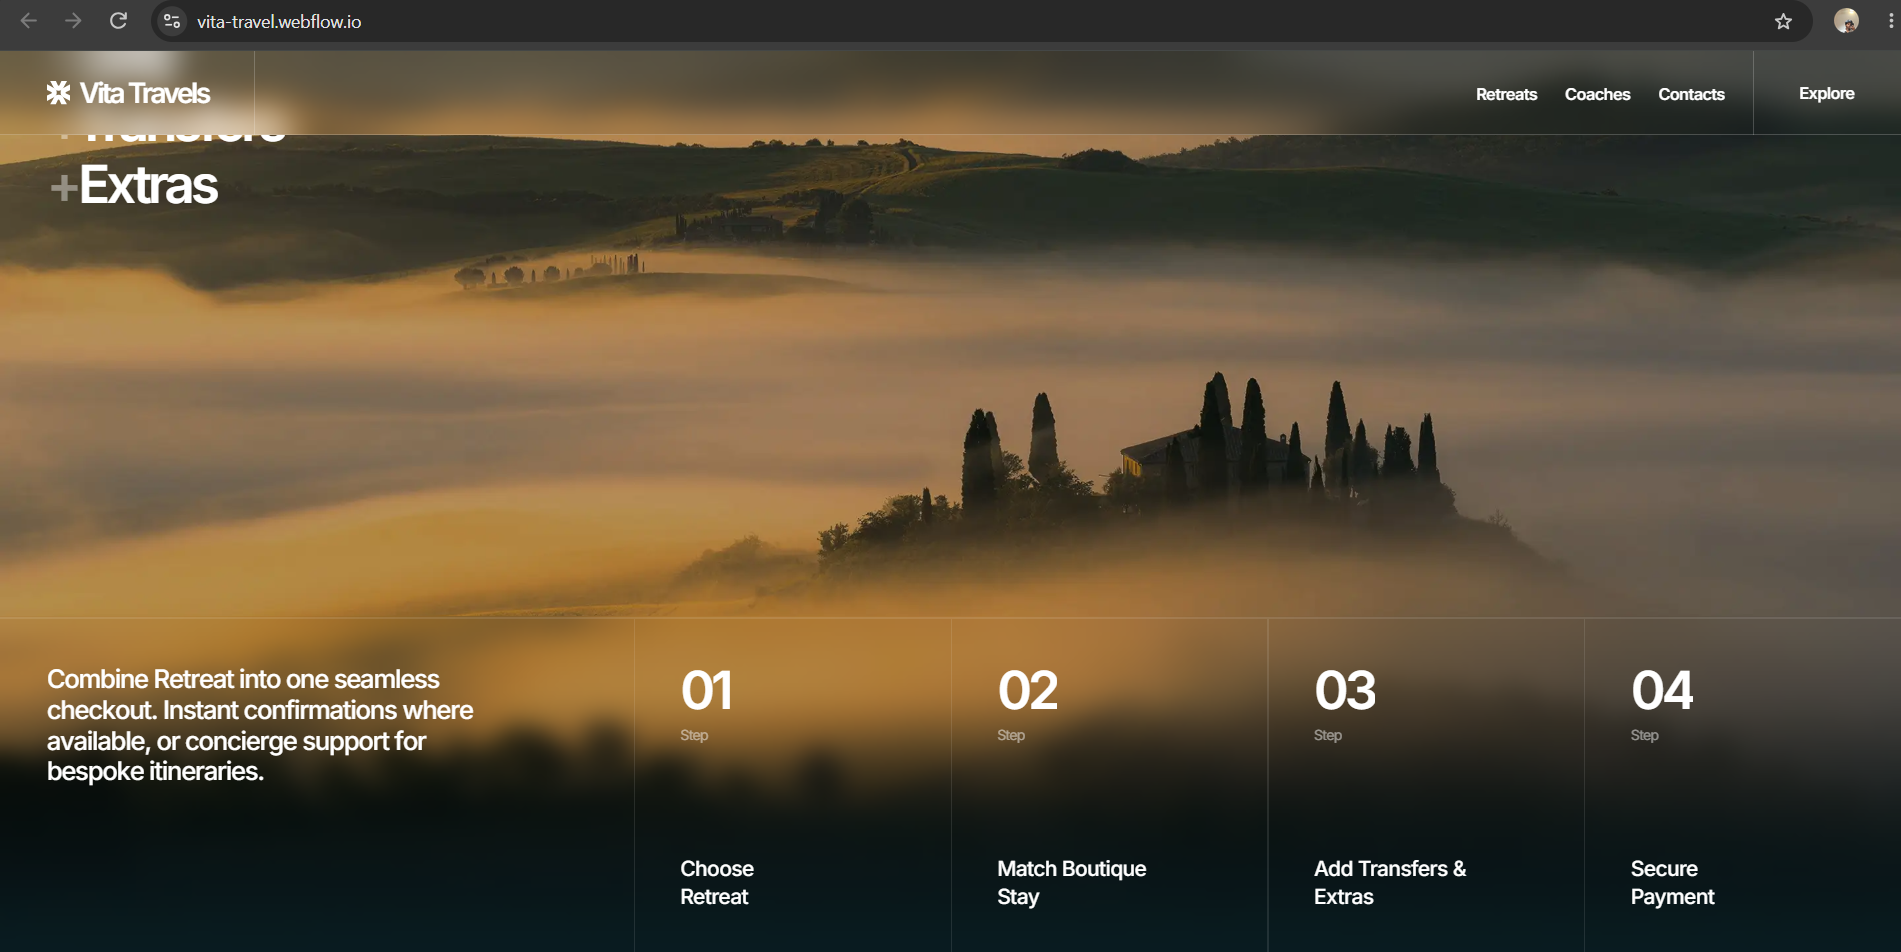 vita-travel.webflow.io
Vita Travels
Retreats
Coaches
Contacts
Explore
+Extras
Combine Retreat into one seamless
checkout. Instant confirmations where
available, or concierge support for
bespoke itineraries.
01
Step
Choose
Retreat
02
Step
Match Boutique
Stay
03
Step
Add Transfers &
Extras
04
Step
Secure
Payment